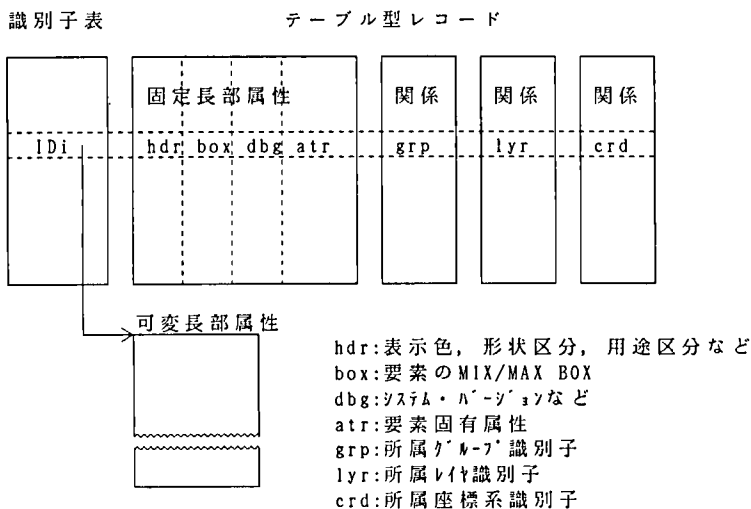 識別子表 テーブル型レコード
固定長部属性 関係 関係 関係
IDi hdr box dbg atr grp lyr crd
可変長部属性
hdr:表示色，形状区分，用途区分など
box:要素のMIX/MAX BOX
dbg:ｼｽﾃﾑ・ﾊﾞｰｼﾞｮﾝなど
atr:要素固有属性
grp:所属ｸﾞﾙｰﾌﾟ識別子
lyr:所属ﾚｲﾔ識別子
crd:所属座標系識別子